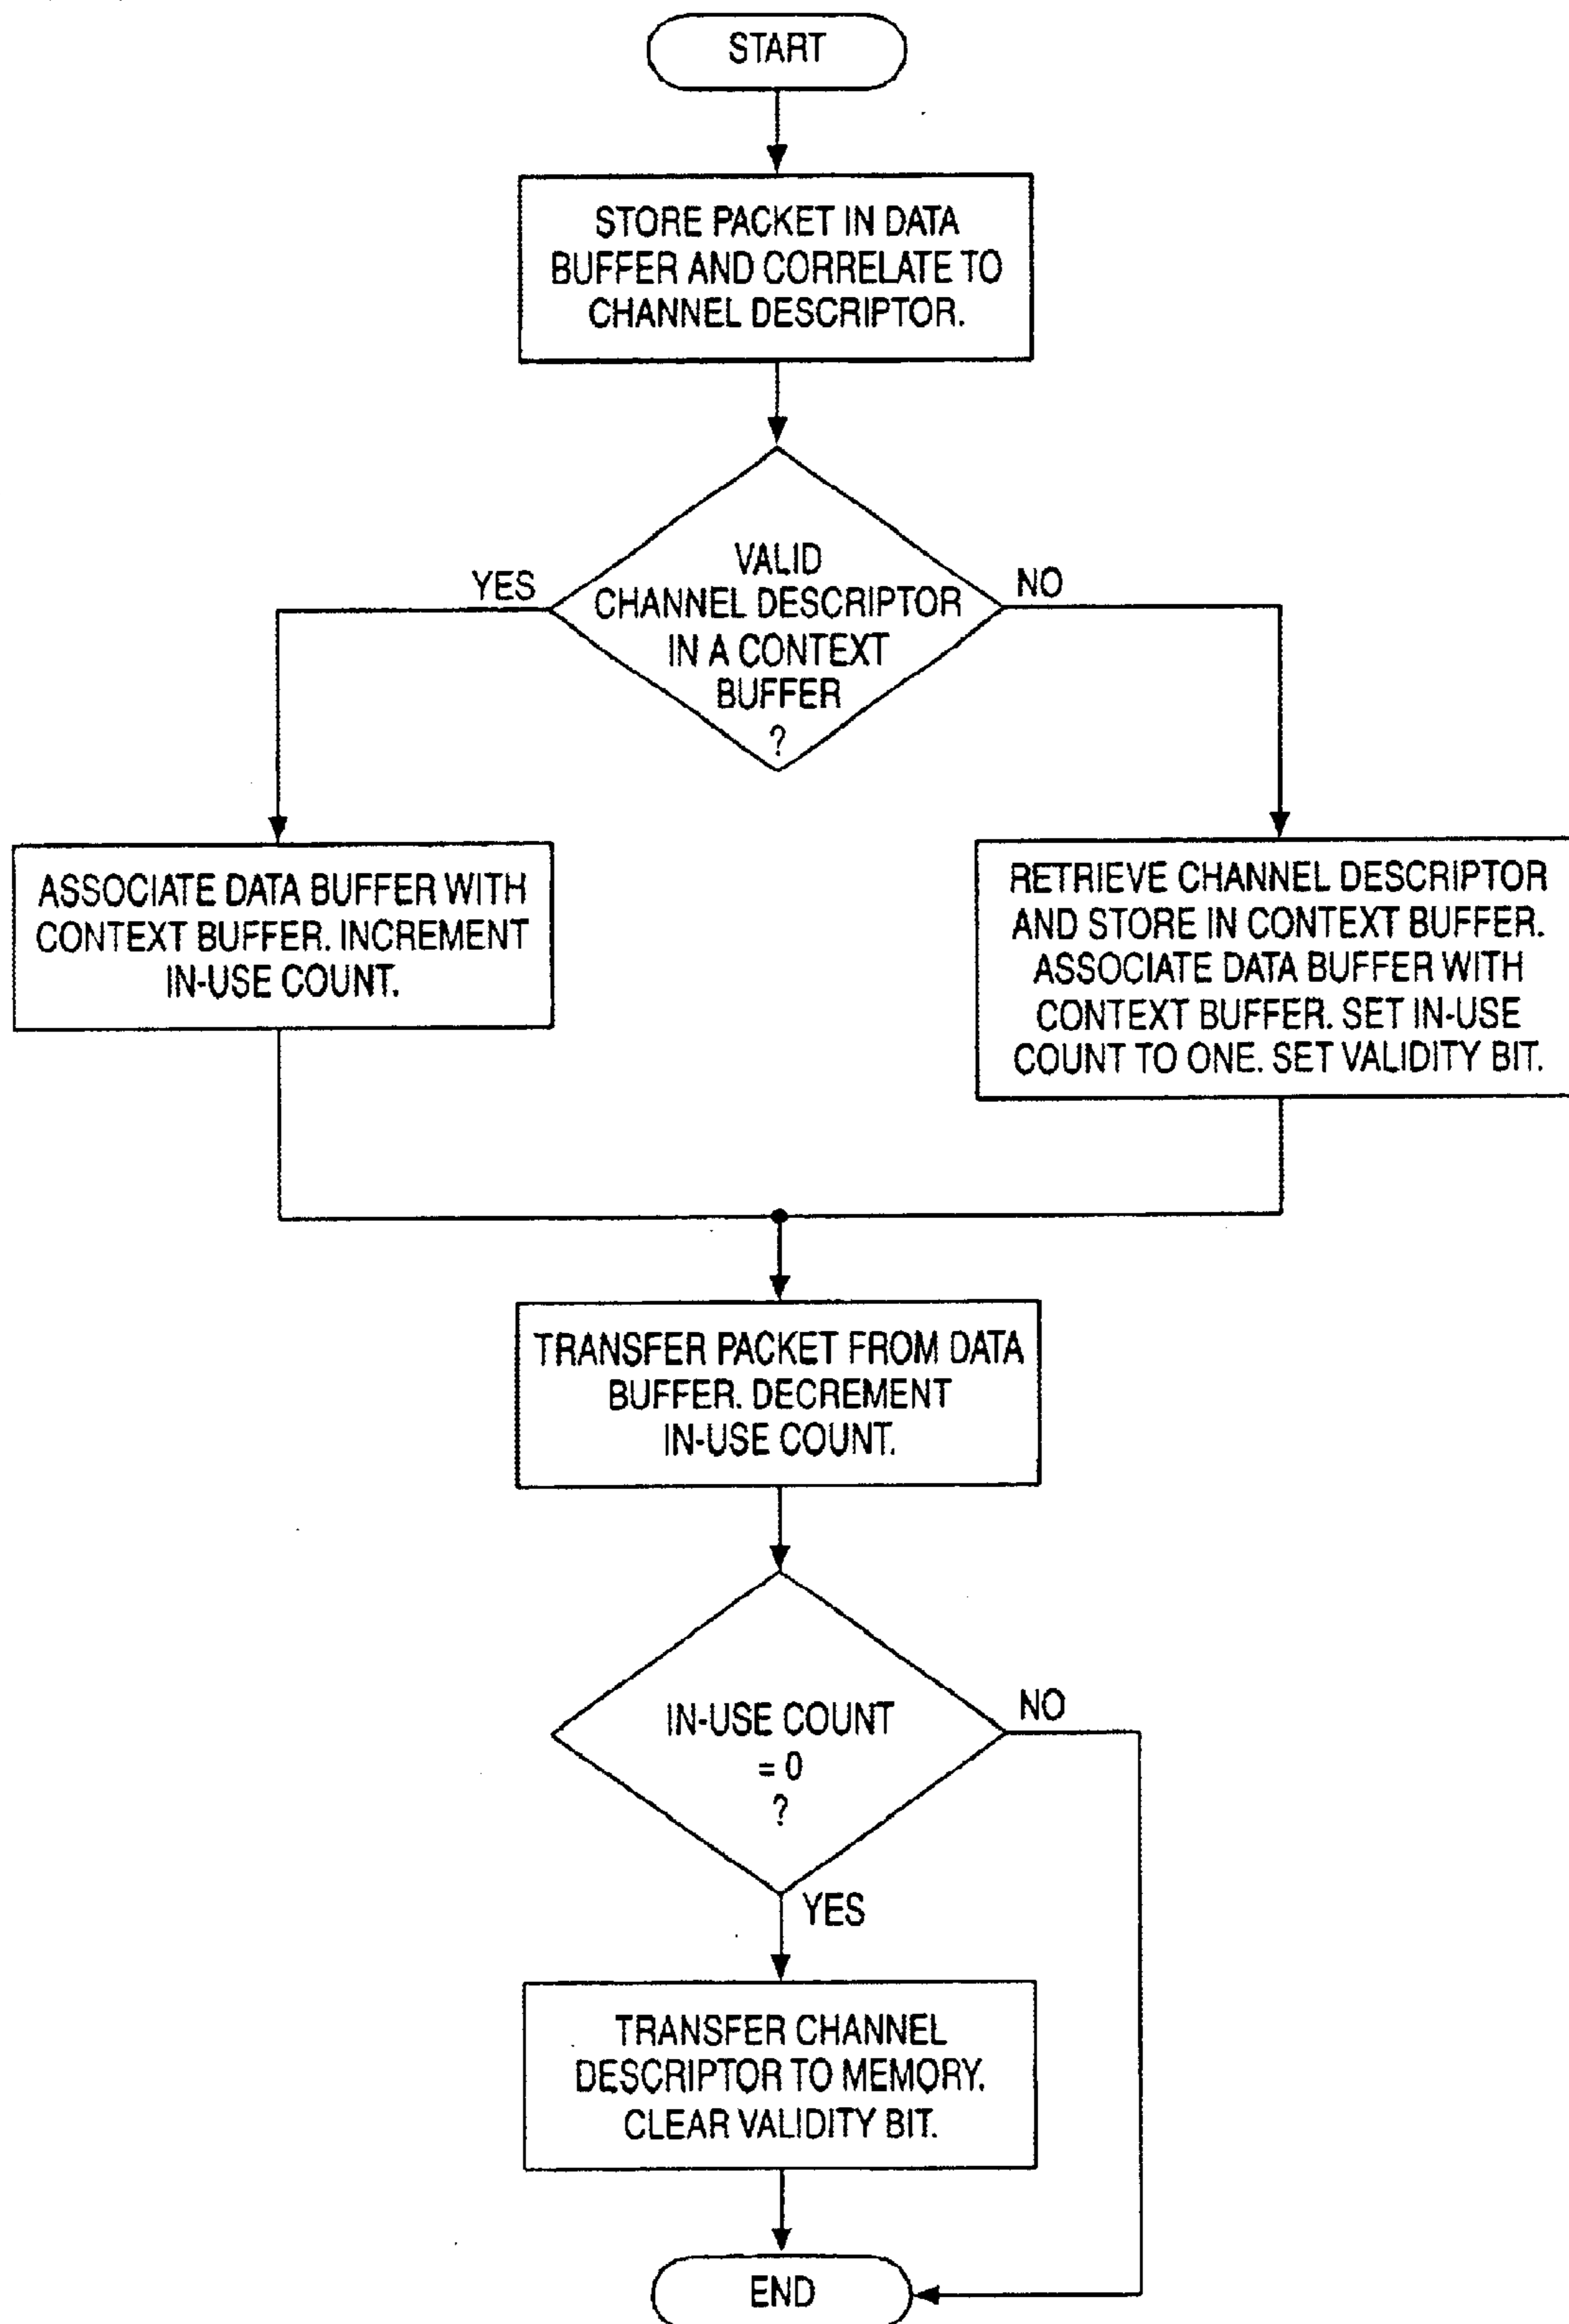 START
STORE PACKET IN DATA
BUFFER AND CORRELATE TO
CHANNEL DESCRIPTOR.
VALID
CHANNEL DESCRIPTOR
IN A CONTEXT
BUFFER
?
YES
NO
ASSOCIATE DATA BUFFER WITH
CONTEXT BUFFER. INCREMENT
IN-USE COUNT.
RETRIEVE CHANNEL DESCRIPTOR
AND STORE IN CONTEXT BUFFER.
ASSOCIATE DATA BUFFER WITH
CONTEXT BUFFER. SET IN-USE
COUNT TO ONE. SET VALIDITY BIT.
TRANSFER PACKET FROM DATA
BUFFER. DECREMENT
IN-USE COUNT.
IN-USE COUNT
= 0
?
NO
YES
TRANSFER CHANNEL
DESCRIPTOR TO MEMORY.
CLEAR VALIDITY BIT.
END